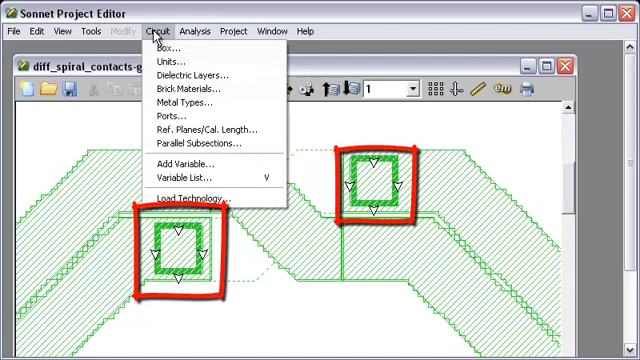 Sonnet Project Editor
File Edit View Tools Modify Circuit Analysis Project Window Help
diff_spiral_contacts-g
1
Box...
Units...
Dielectric Layers...
Brick Materials...
Metal Types...
Ports...
Ref. Planes/Cal. Length...
Parallel Subsections...
Add Variable...
Variable List... V
Load Technology...